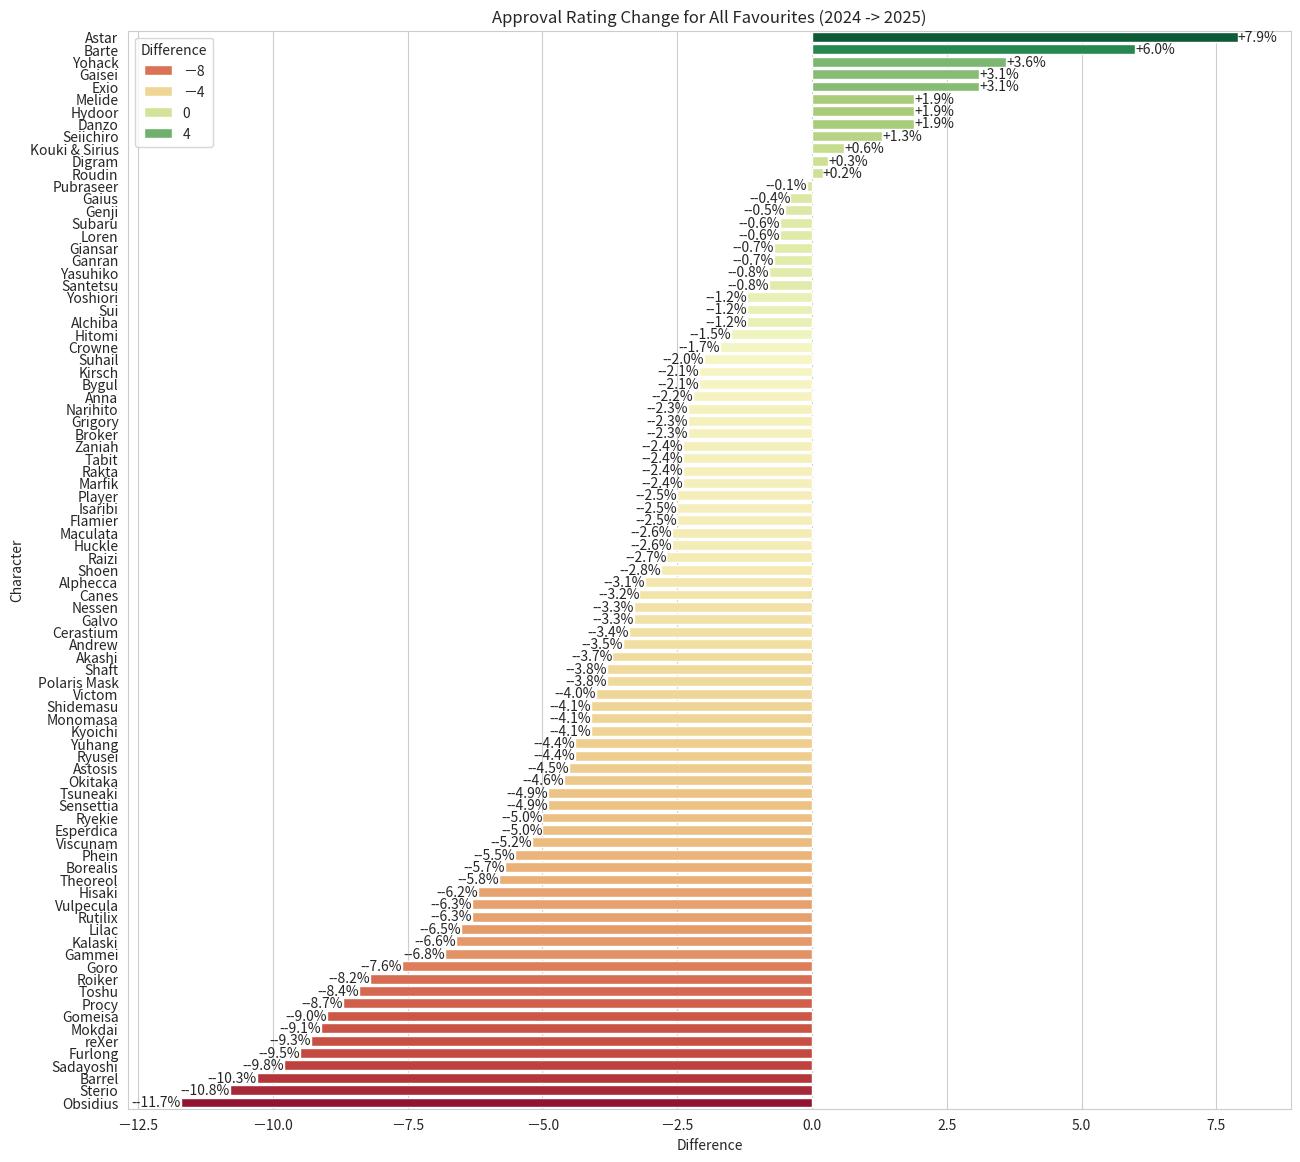 Approval Rating Change for All Favourites (2024 -> 2025)
Difference
−8
−4
0
4
Character
Astar +7.9%
Barte +6.0%
Yohack +3.6%
Gaisei +3.1%
Exio +3.1%
Melide +1.9%
Hydoor +1.9%
Danzo +1.9%
Seiichiro +1.3%
Kouki & Sirius +0.6%
Digram +0.3%
Roudin +0.2%
Pubraseer −-0.1%
Gaius −-0.4%
Genji −-0.5%
Subaru −-0.6%
Loren −-0.6%
Giansar −-0.7%
Ganran −-0.7%
Yasuhiko −-0.8%
Santetsu −-0.8%
Yoshiori −-1.2%
Sui −-1.2%
Alchiba −-1.2%
Hitomi −-1.5%
Crowne −-1.7%
Suhail −-2.0%
Kirsch −-2.1%
Bygul −-2.1%
Anna −-2.2%
Narihito −-2.3%
Grigory −-2.3%
Broker −-2.3%
Zaniah −-2.4%
Tabit −-2.4%
Rakta −-2.4%
Marfik −-2.4%
Player −-2.5%
Isaribi −-2.5%
Flamier −-2.5%
Maculata −-2.6%
Huckle −-2.6%
Raizi −-2.7%
Shoen −-2.8%
Alphecca −-3.1%
Canes −-3.2%
Nessen −-3.3%
Galvo −-3.3%
Cerastium −-3.4%
Andrew −-3.5%
Akashi −-3.7%
Shaft −-3.8%
Polaris Mask −-3.8%
Victom −-4.0%
Shidemasu −-4.1%
Monomasa −-4.1%
Kyoichi −-4.1%
Yuhang −-4.4%
Ryusei −-4.4%
Astosis −-4.5%
Okitaka −-4.6%
Tsuneaki −-4.9%
Sensettia −-4.9%
Ryekie −-5.0%
Esperdica −-5.0%
Viscunam −-5.2%
Phein −-5.5%
Borealis −-5.7%
Theoreol −-5.8%
Hisaki −-6.2%
Vulpecula −-6.3%
Rutilix −-6.3%
Lilac −-6.5%
Kalaski −-6.6%
Gammei −-6.8%
Goro −-7.6%
Roiker −-8.2%
Toshu −-8.4%
Procy −-8.7%
Gomeisa −-9.0%
Mokdai −-9.1%
reXer −-9.3%
Furlong −-9.5%
Sadayoshi −-9.8%
Barrel −-10.3%
Sterio −-10.8%
Obsidius −-11.7%
−12.5 −10.0 −7.5 −5.0 −2.5 0.0 2.5 5.0 7.5
Difference